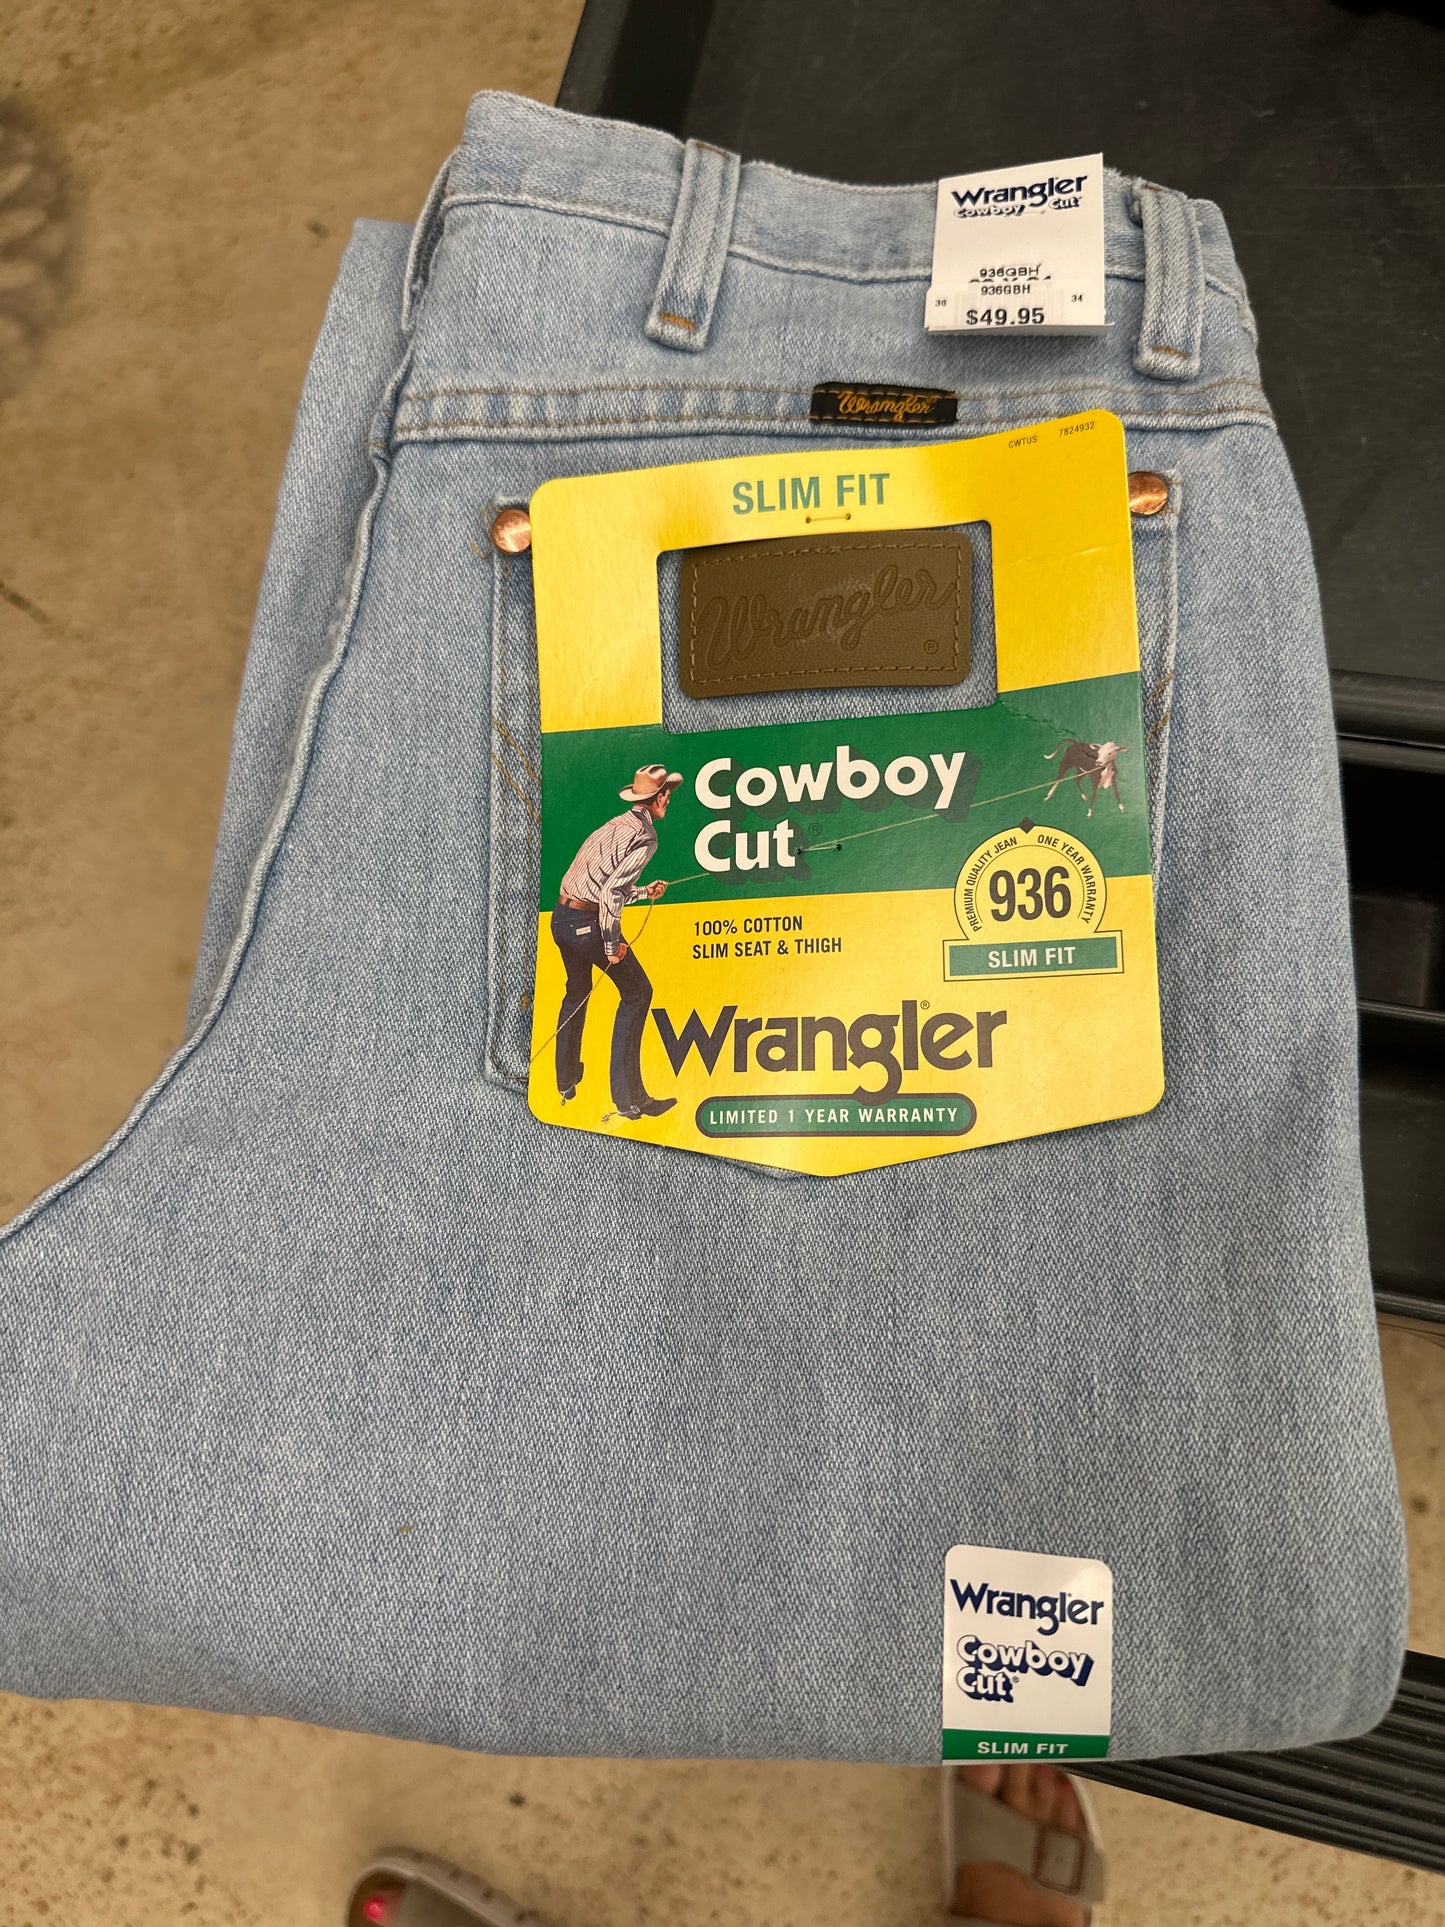 Wrangler
Cowboy Cut
936GBH
936GBH
34
$49.95
Wrangler
CWTUS 7824932
SLIM FIT
Wrangler ®
Cowboy
Cut ®
PREMIUM QUALITY JEAN ONE YEAR WARRANTY
936
SLIM FIT
100% COTTON
SLIM SEAT & THIGH
Wrangler®
LIMITED 1 YEAR WARRANTY
Wrangler
Cowboy
Cut®
SLIM FIT